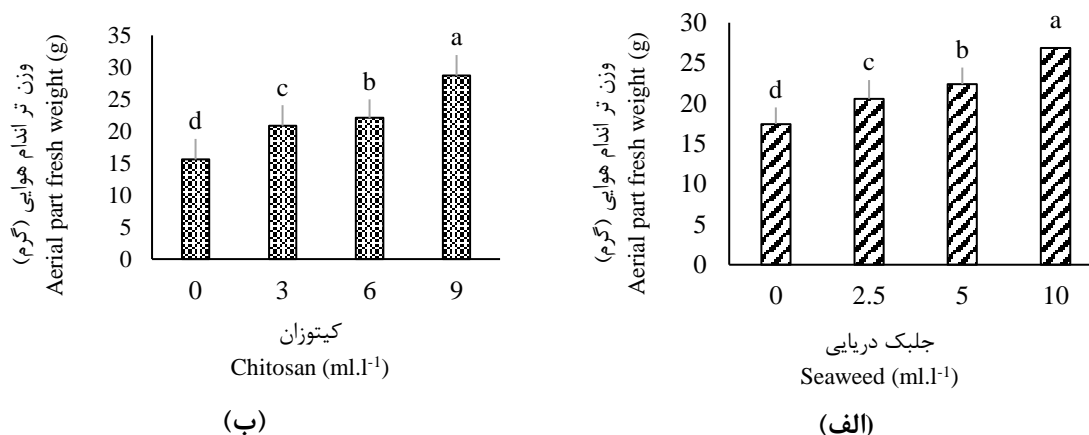 وزن تر اندام هوایی (گرم)
Aerial part fresh weight (g)
35
30
25
20
15
10
5
0
d
c
b
a
0 3 6 9
کیتوزان
Chitosan (ml.l⁻¹)
(ب)
وزن تر اندام هوایی (گرم)
Aerial part fresh weight (g)
30
25
20
15
10
5
0
d
c
b
a
0 2.5 5 10
جلبک دریایی
Seaweed (ml.l⁻¹)
(الف)